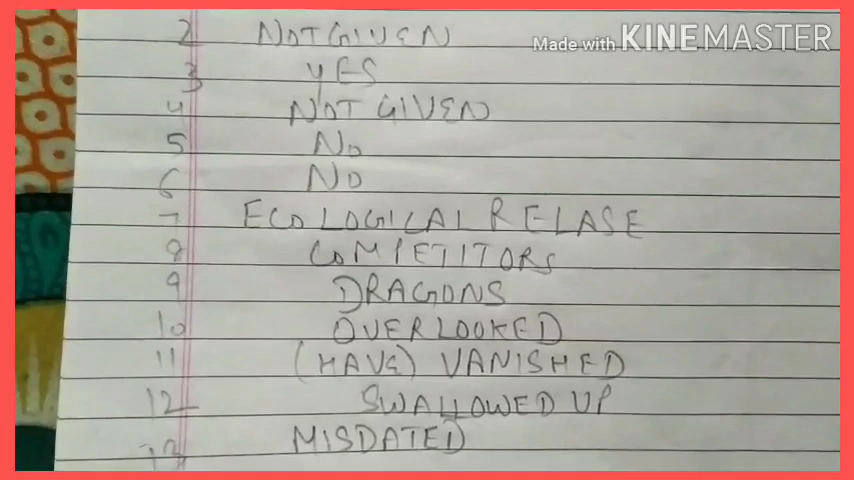 Made with KINEMASTER
2 NOT GIVEN
3 YES
4 NOT GIVEN
5 NO
6 NO
7 ECOLOGICAL RELASE
8 COMPETITORS
9 DRAGONS
10 OVERLOOKED
11 (HAVE) VANISHED
12 SWALLOWED UP
13 MISDATED